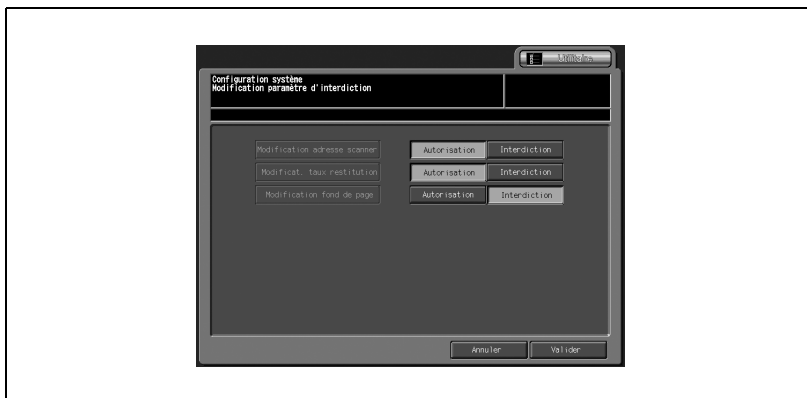 Utilitaire
Configuration système
Modification paramètre d'interdiction
Modification adresse scanner Autorisation Interdiction
Modificat. taux restitution Autorisation Interdiction
Modification fond de page Autorisation Interdiction
Annuler Valider